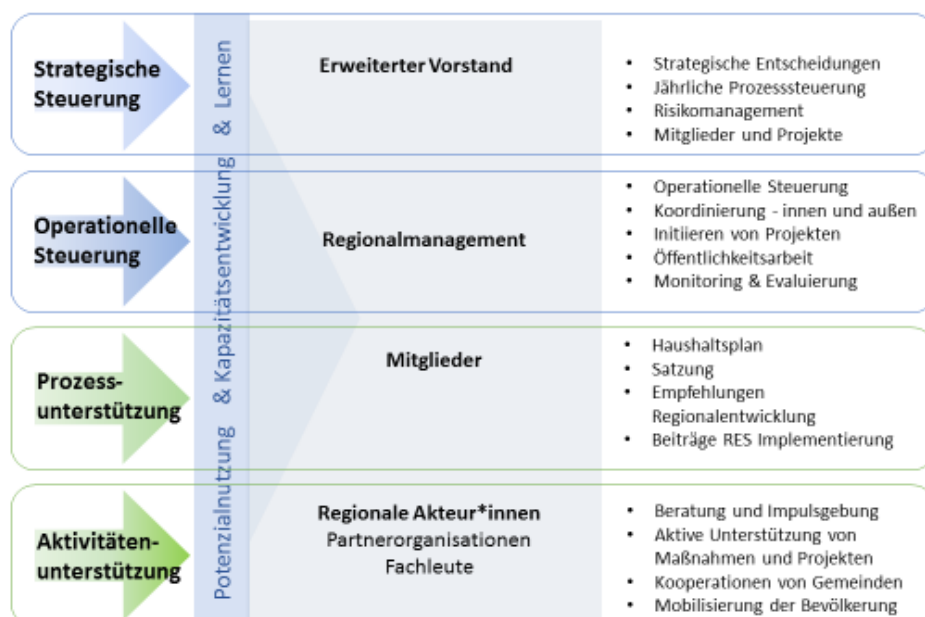 Strategische
Steuerung
Erweiterter Vorstand
• Strategische Entscheidungen
• Jährliche Prozesssteuerung
• Risikomanagement
• Mitglieder und Projekte
Operationelle
Steuerung
Regionalmanagement
• Operationelle Steuerung
• Koordinierung - innen und außen
• Initiieren von Projekten
• Öffentlichkeitsarbeit
• Monitoring & Evaluierung
Prozess-
unterstützung
Mitglieder
• Haushaltsplan
• Satzung
• Empfehlungen
Regionalentwicklung
• Beiträge RES Implementierung
Aktivitäten-
unterstützung
Regionale Akteur*innen
Partnerorganisationen
Fachleute
• Beratung und Impulsgebung
• Aktive Unterstützung von
Maßnahmen und Projekten
• Kooperationen von Gemeinden
• Mobilisierung der Bevölkerung
Potenzialnutzung & Kapazitätsentwicklung & Lernen